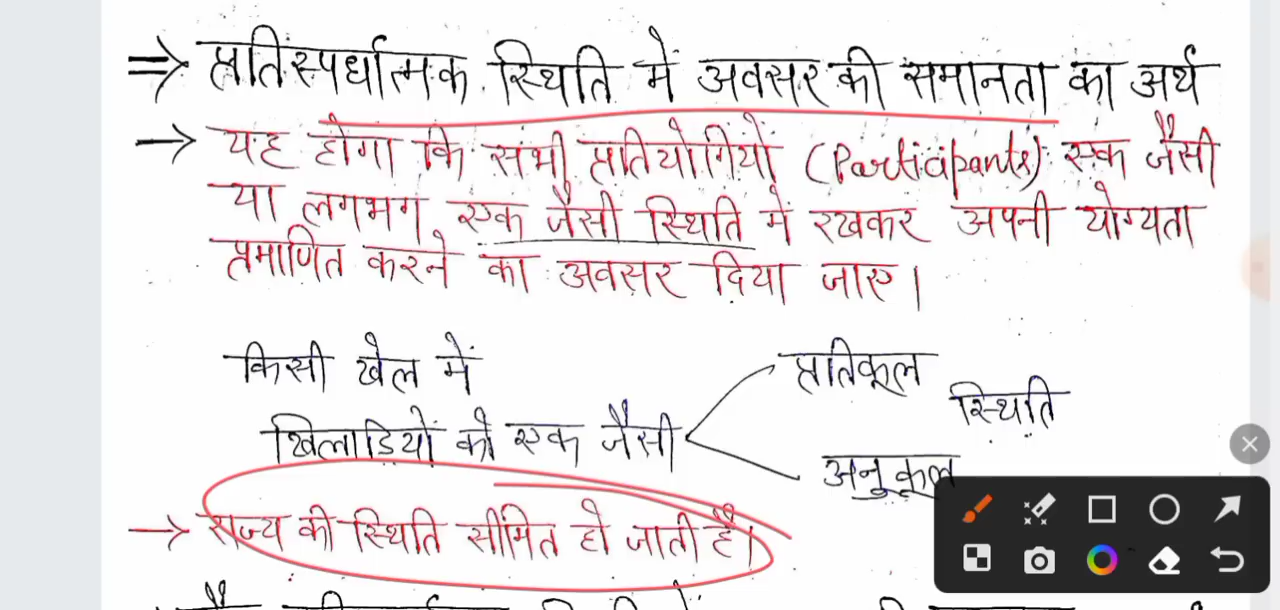 ⇒ प्रतिस्पर्धात्मक स्थिति में अवसर की समानता का अर्थ
→ यह होगा कि सभी प्रतियोगियों (Participants) एक जैसी
या लगभग एक जैसी स्थिति में रखकर अपनी योग्यता
प्रमाणित करने का अवसर दिया जाए।
किसी खेल में
खिलाडियों को एक जैसी
प्रतिकूल
स्थिति
अनुकूल
→ राज्य की स्थिति सीमित हो जाती है।